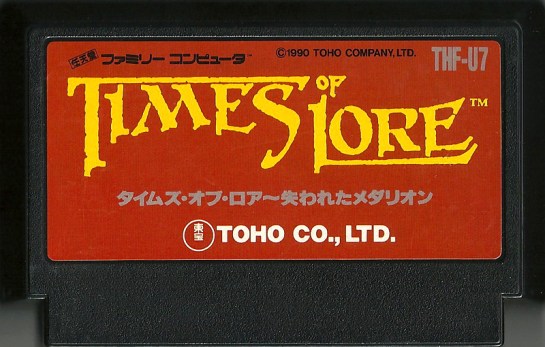 任天堂 ファミリー コンピュータ™ ©1990 TOHO COMPANY, LTD. THF-U7
TIMES OF LORE™
タイムズ・オブ・ロア～失われたメダリオン
東宝 TOHO CO., LTD.